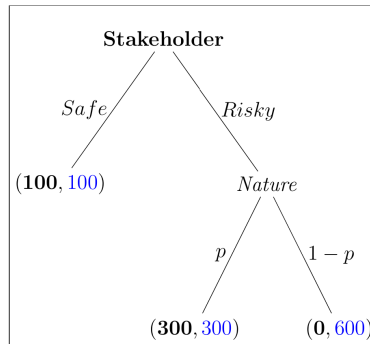 Stakeholder
Safe Risky
(100, 100)
Nature
p 1 − p
(300, 300) (0, 600)